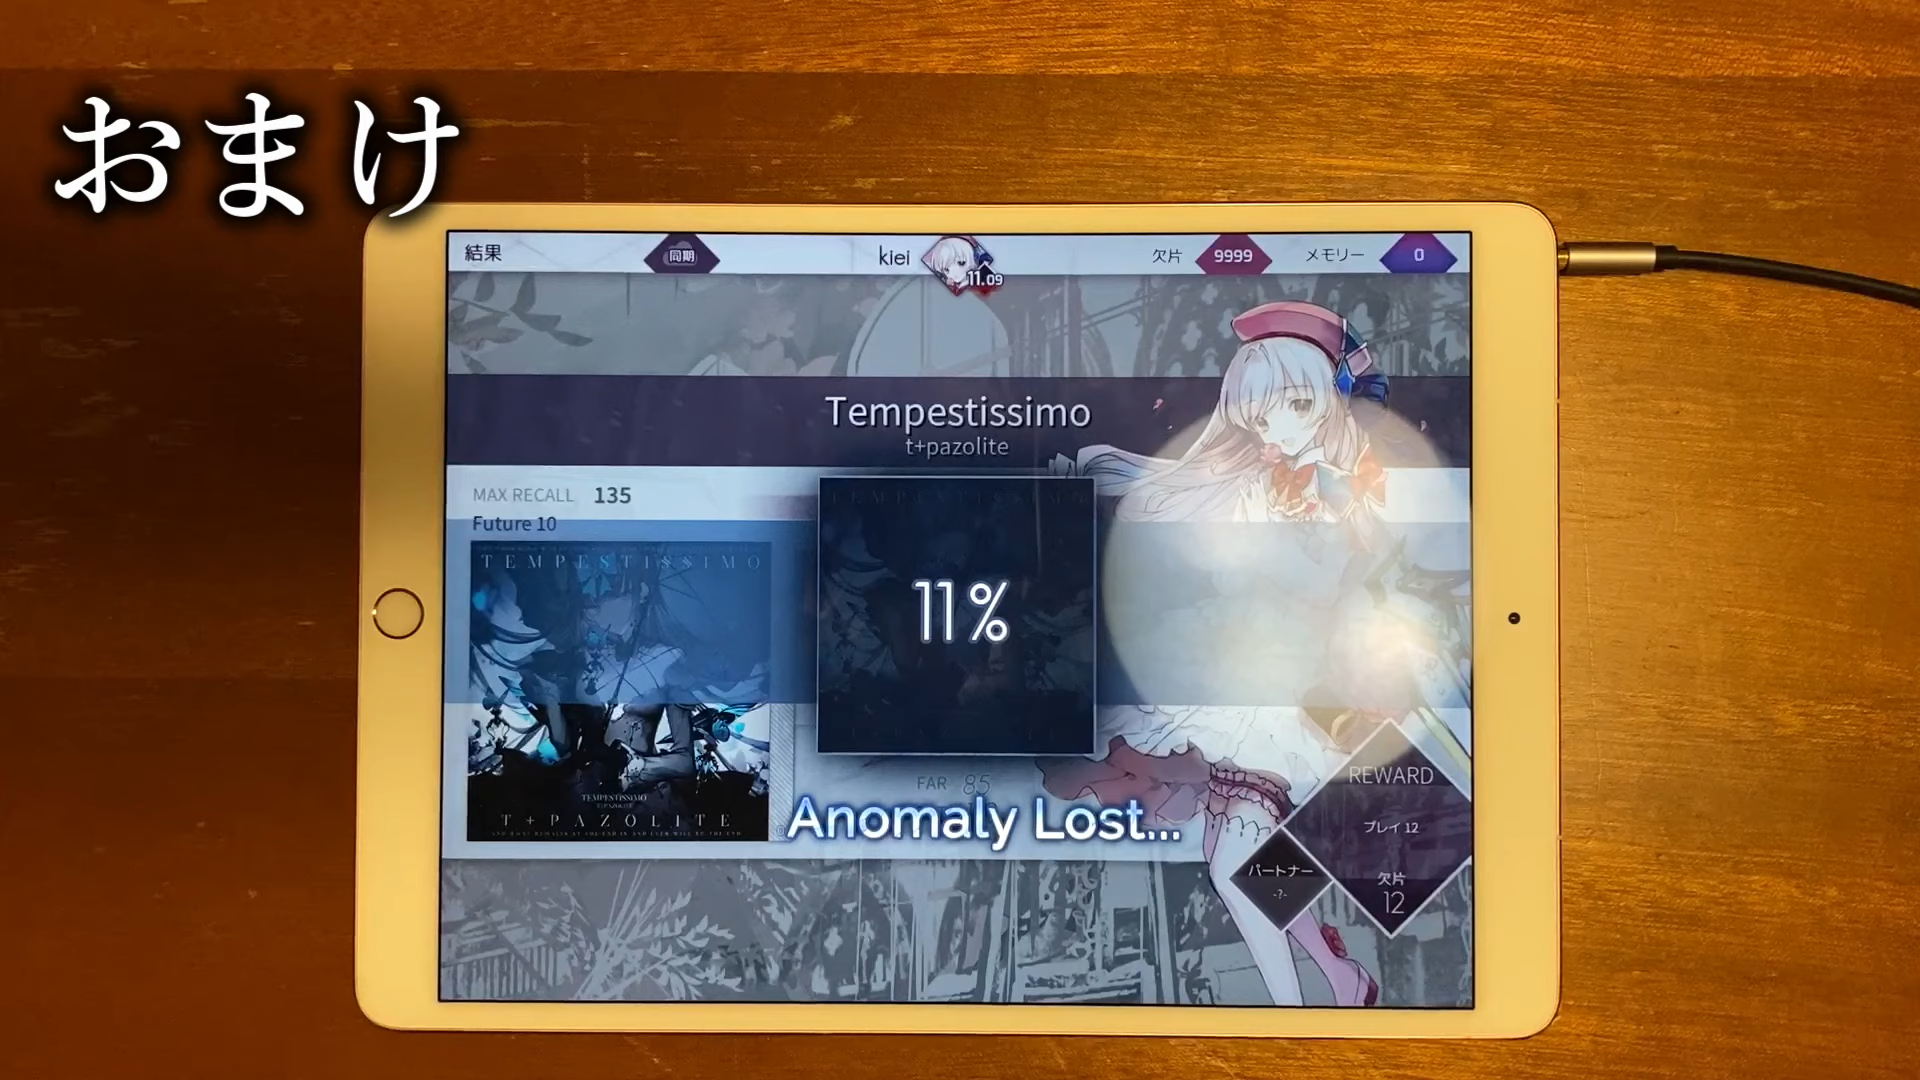 おまけ
結果
同期
kiei
11.09
欠片
9999
メモリー
0
Tempestissimo
t+pazolite
MAX RECALL 135
Future 10
TEMPESTISSIMO
11%
TEMPESTISSIMO
T+PAZOLITE
FAR 85
Anomaly Lost...
REWARD
プレイ 12
欠片
12
パートナー
-?-